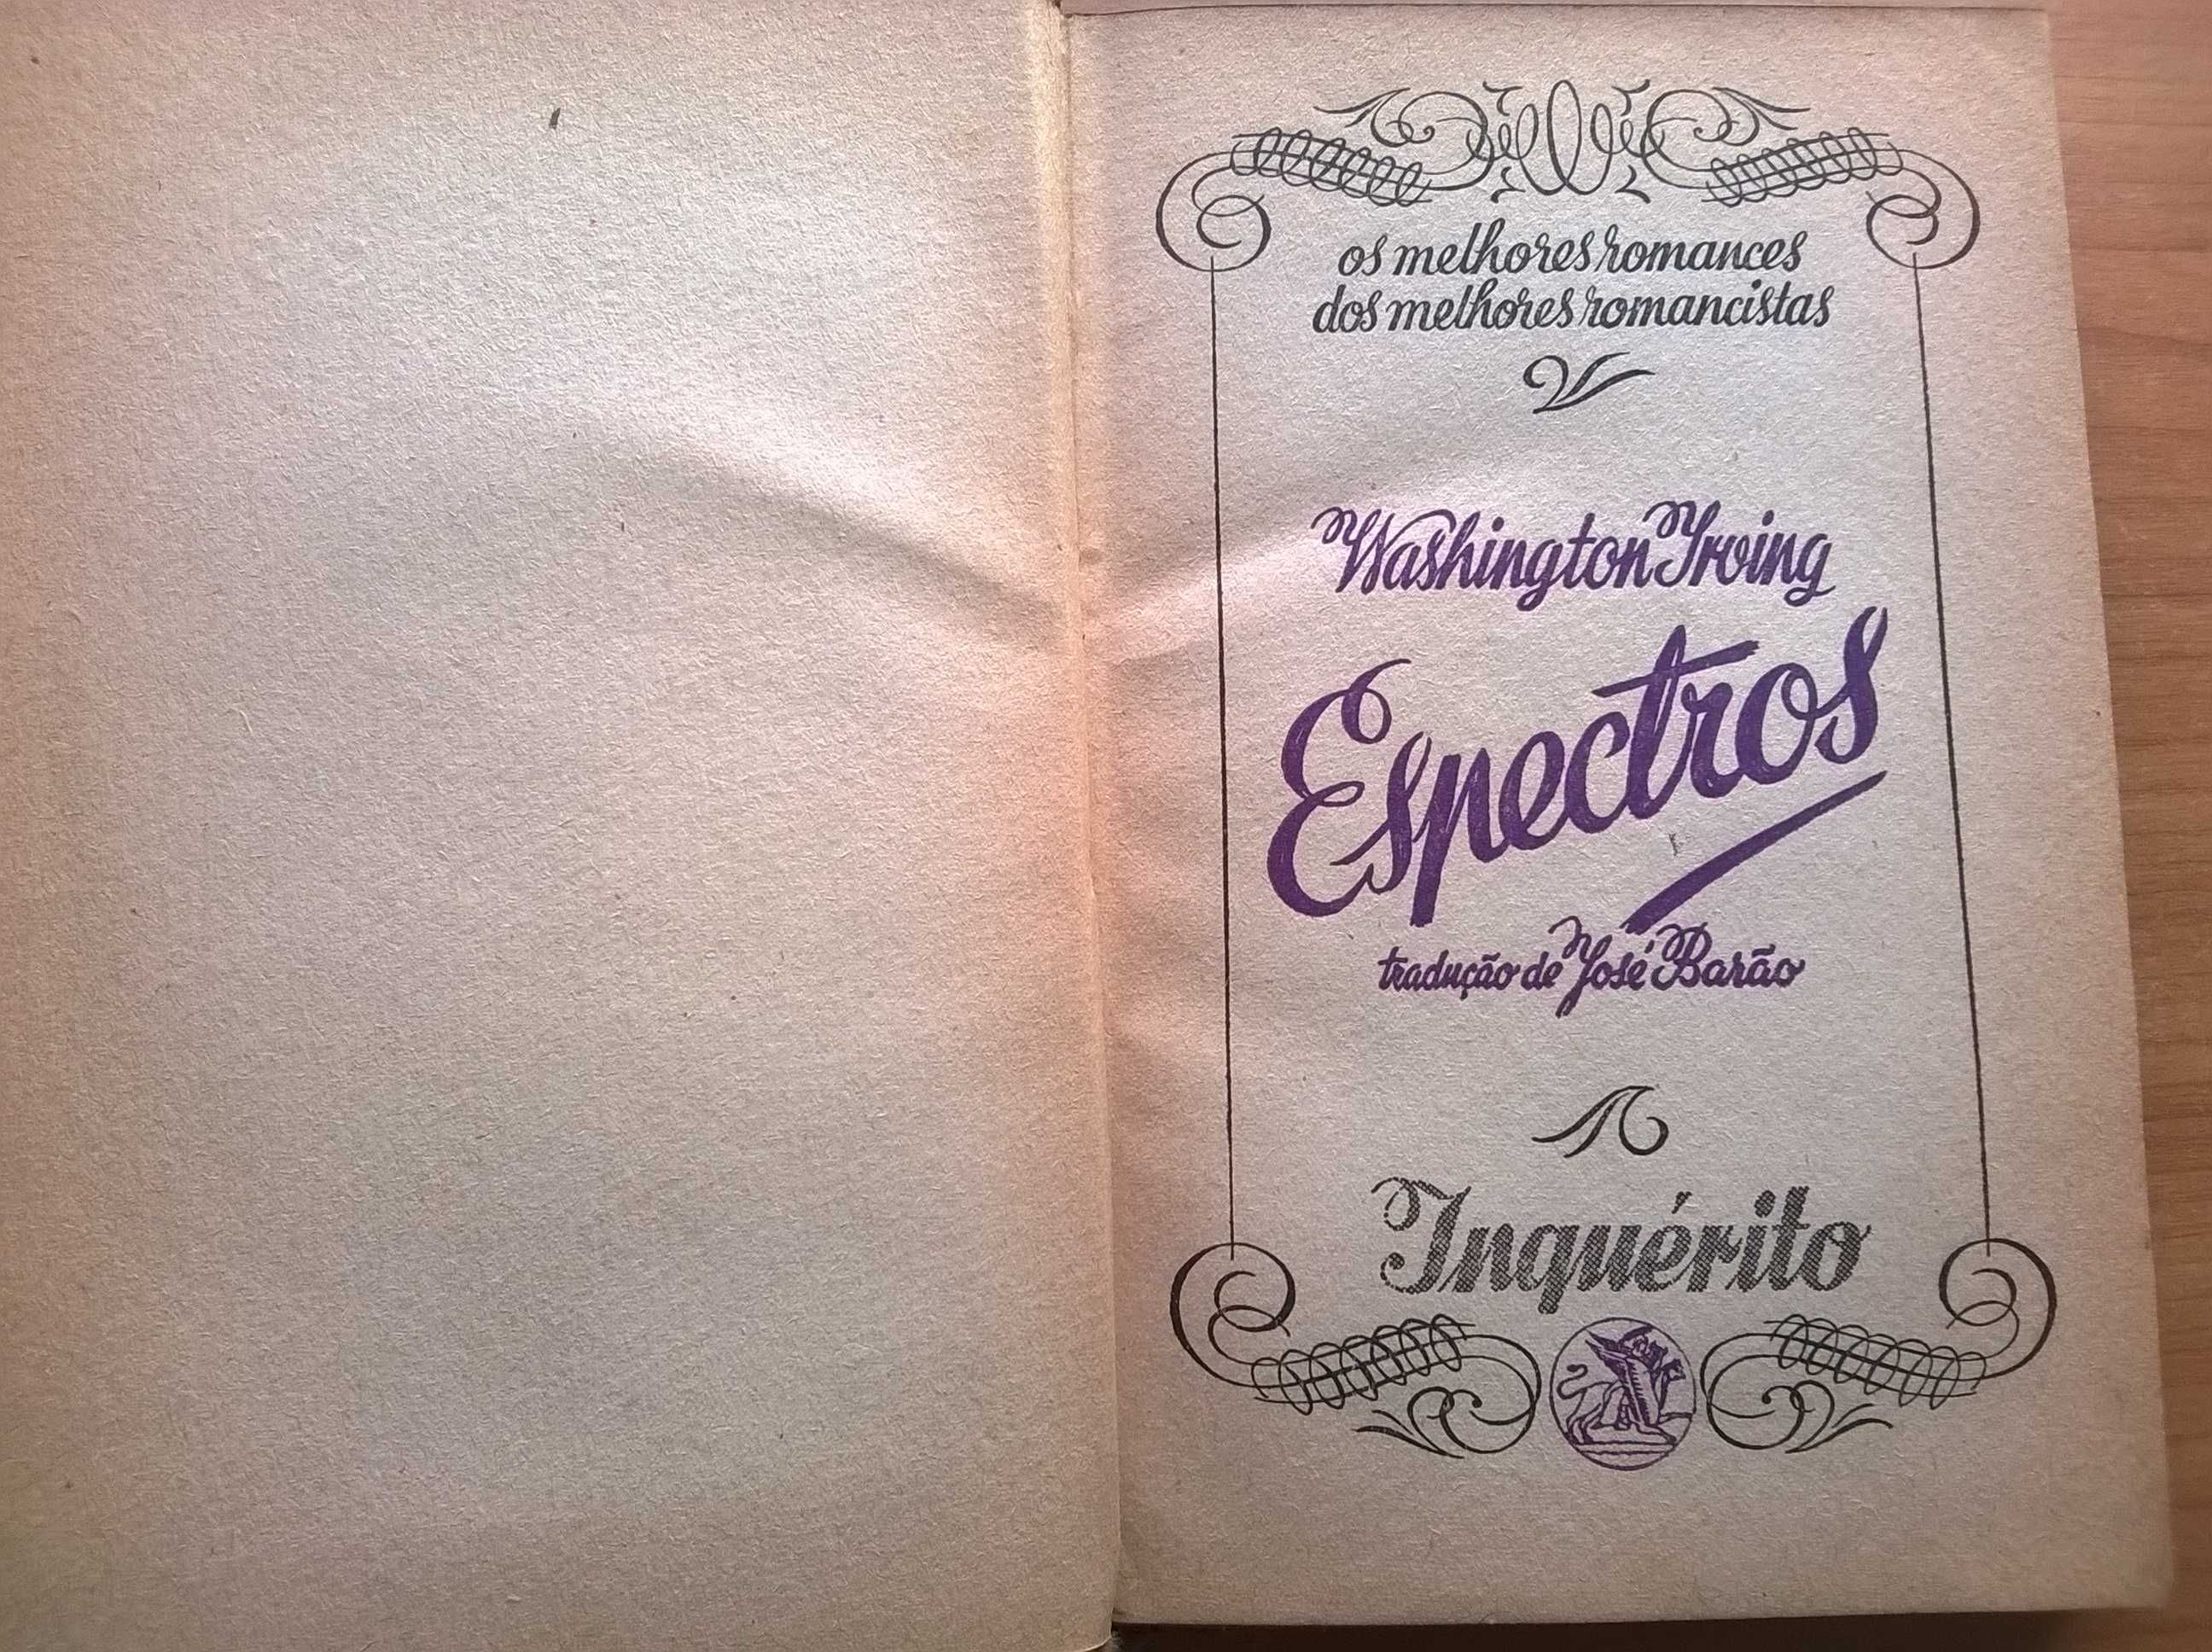 os melhores romances
dos melhores romancistas
Washington Irving
Espectros
tradução de José Barão
Inquérito